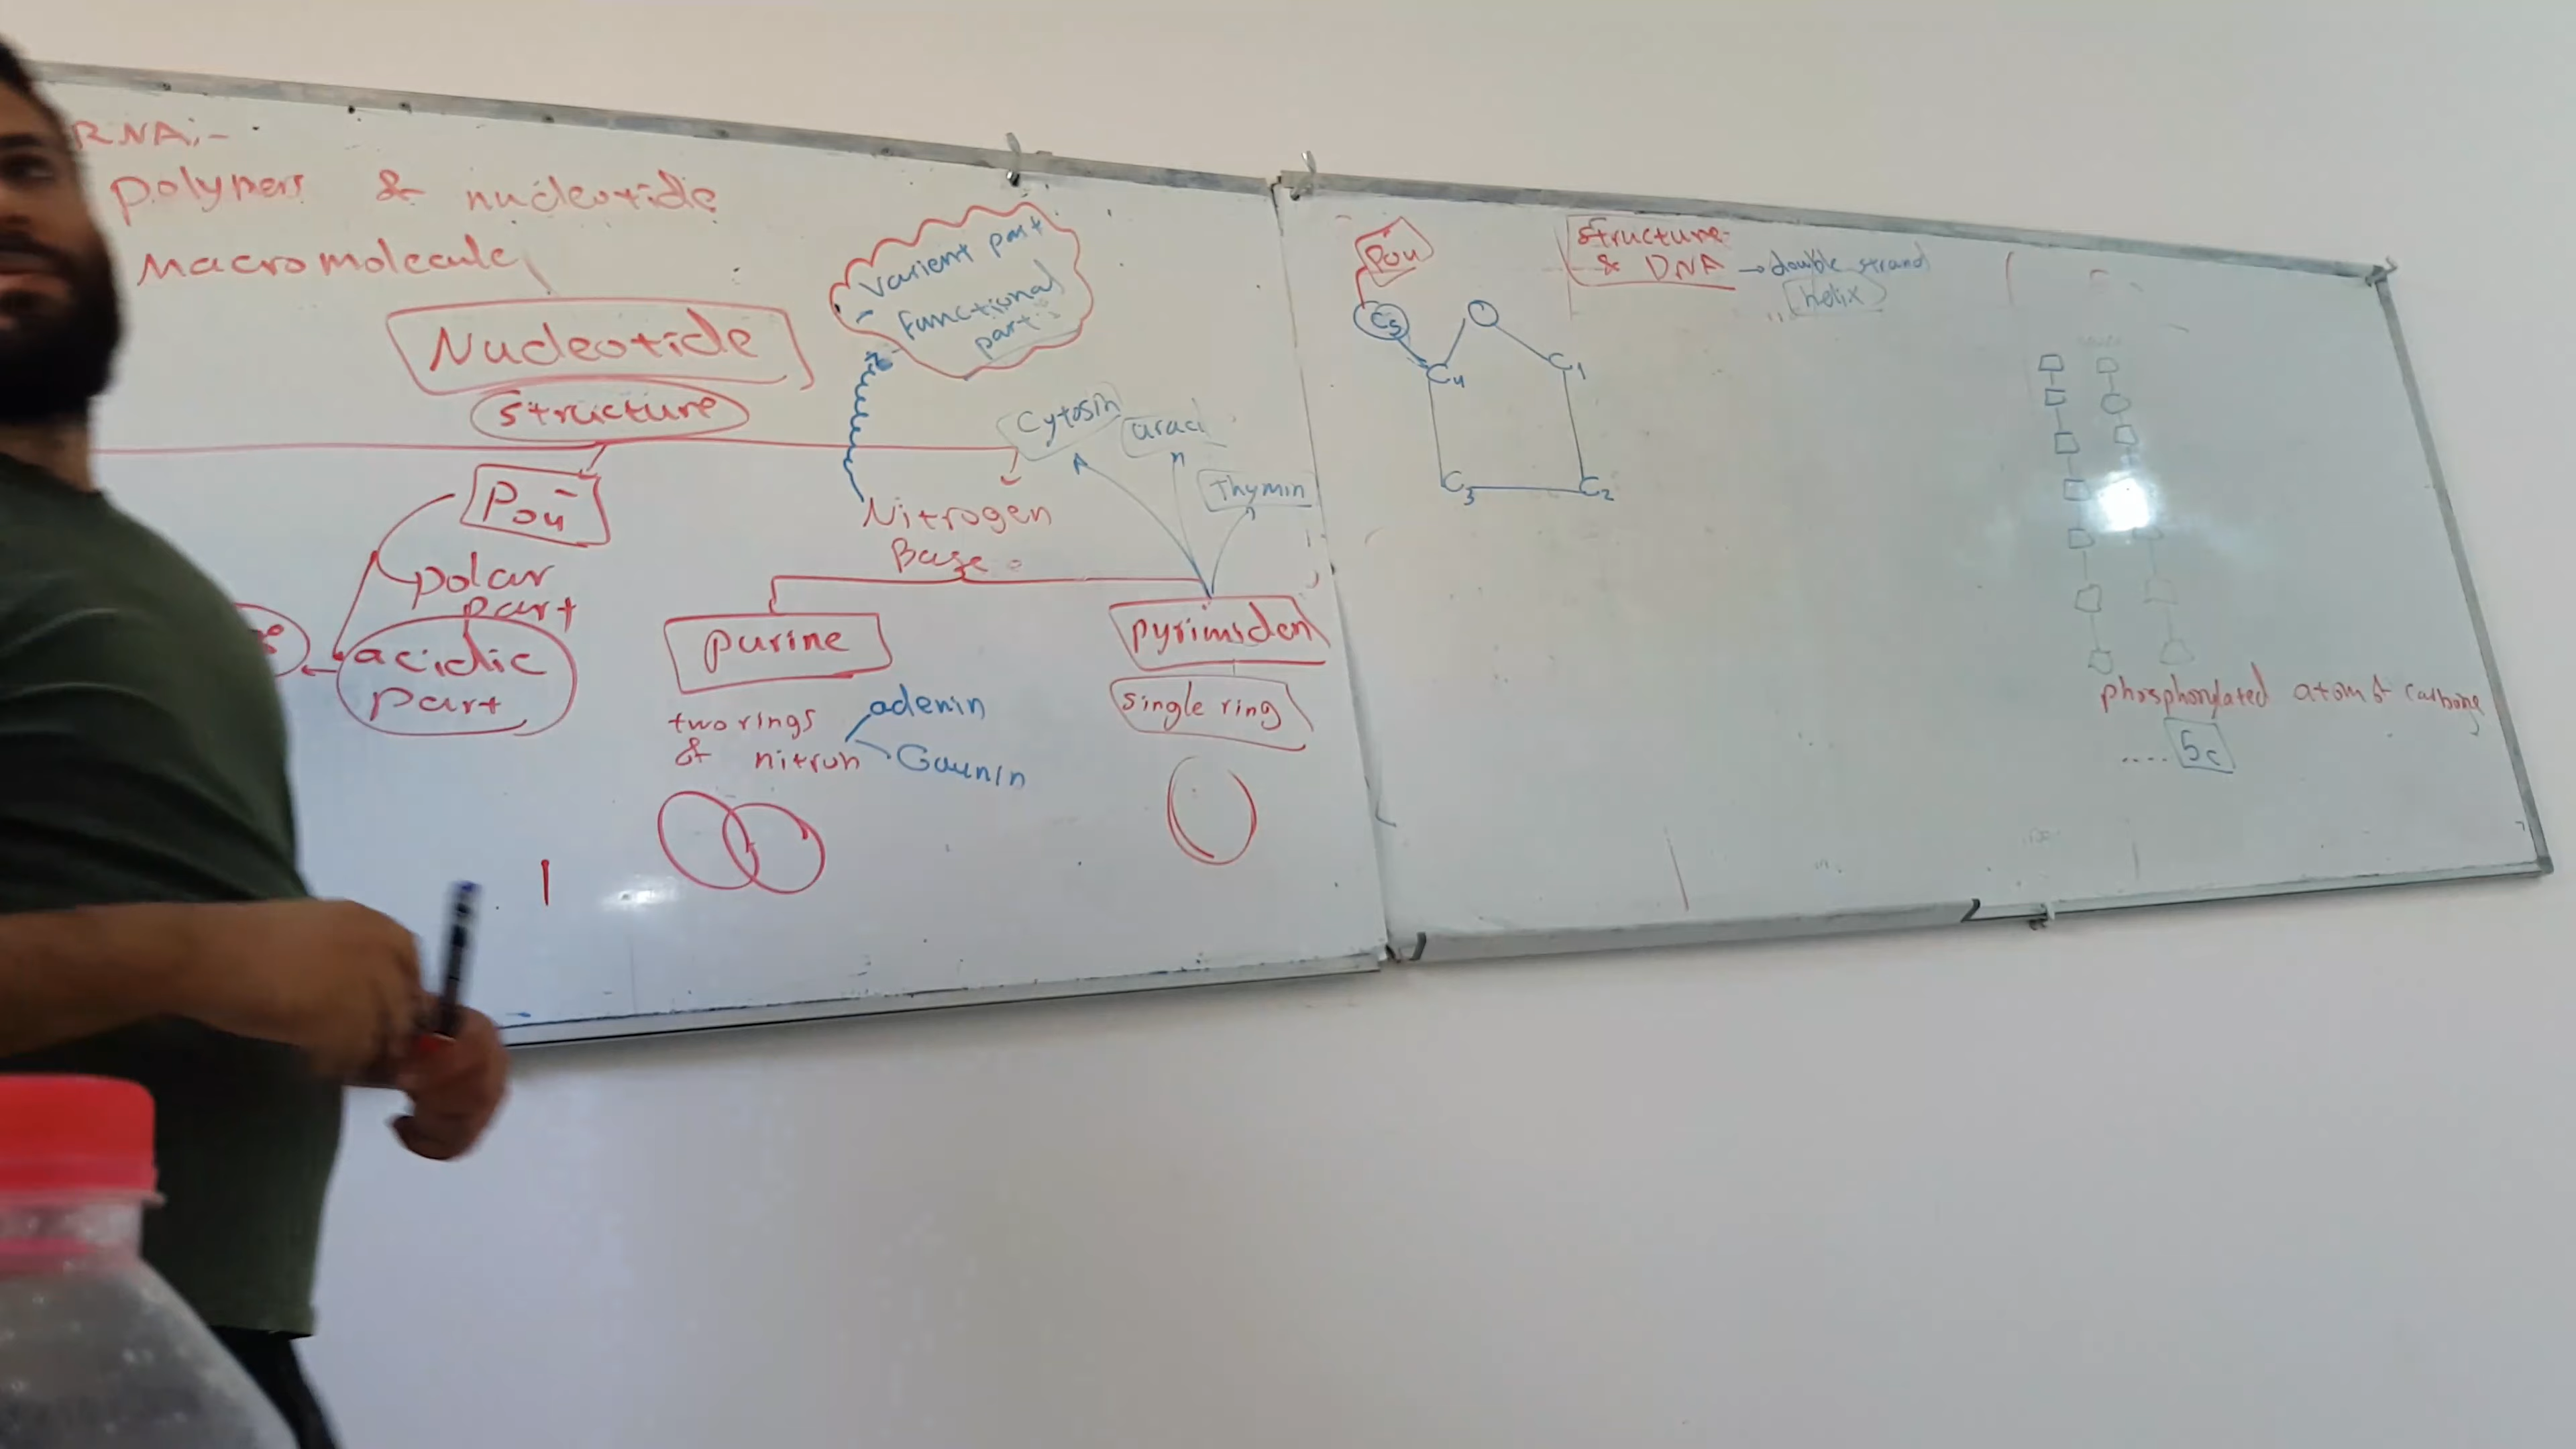 RNA:-
polymers & nucleotide
Macromolecule
Nucleotide
structure
Po4-
polar
part
acidic
part
varient part
- functional
part
Nitrogen
Base
Cytosin
uracil
Thymin
purine
two rings
& nitron
adenin
Gaunin
pyrimiden
single ring
Po4
C5
O
C4
C1
C3
C2
structure
& DNA → double strand
helix
phosphorylated atom & carbone
.... 5c